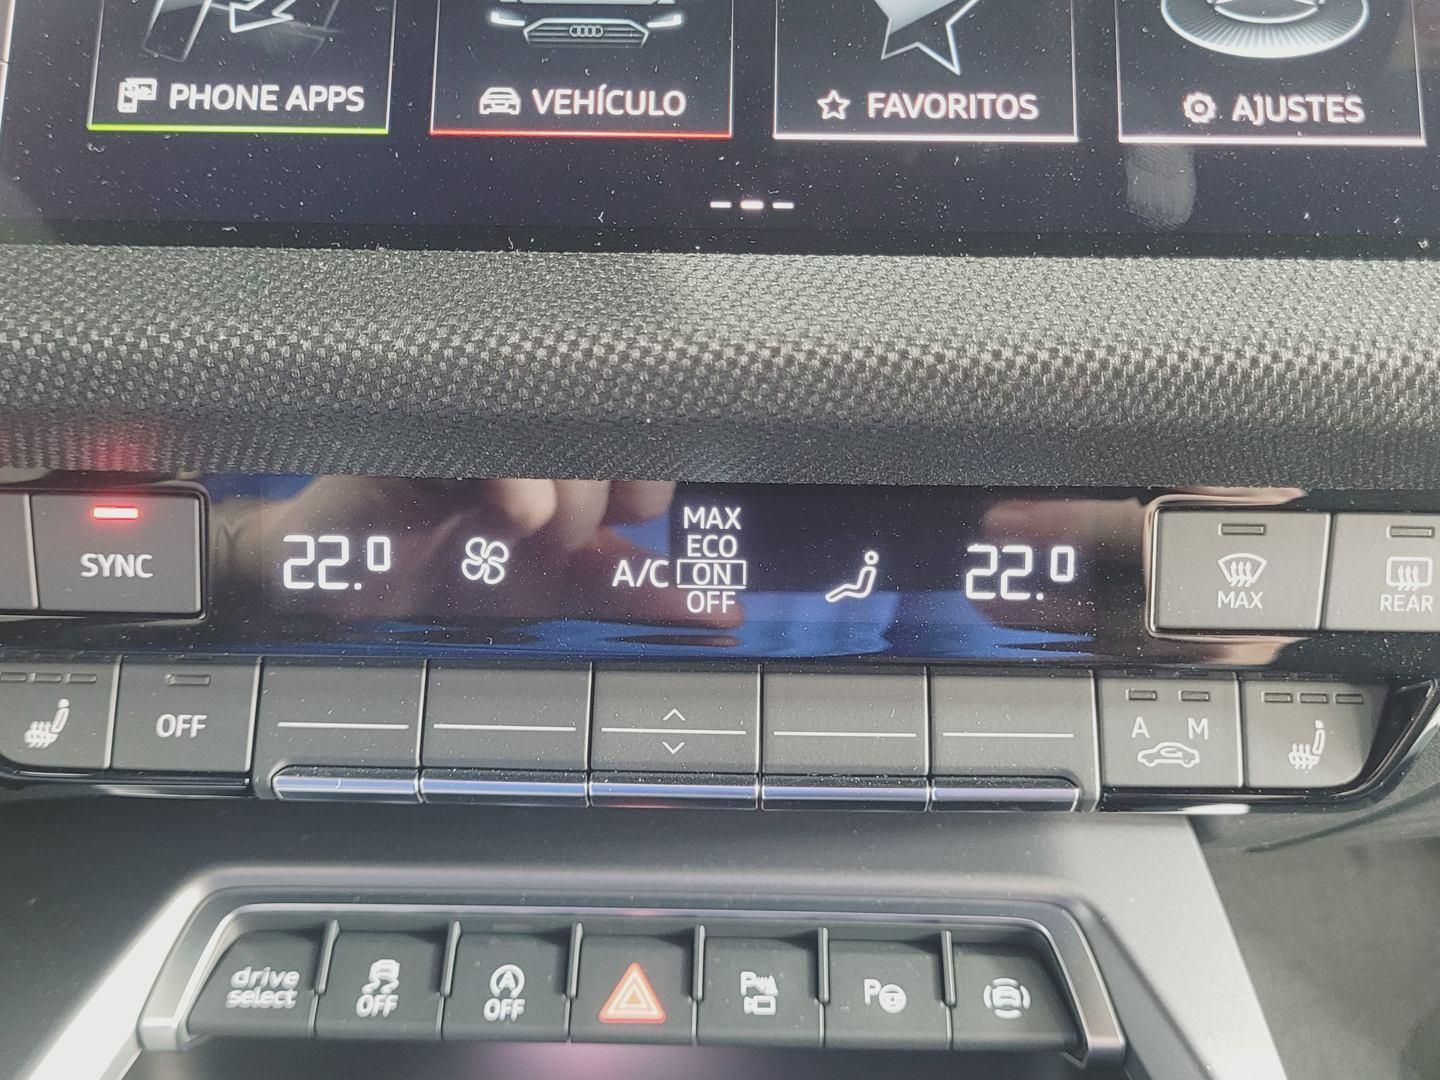 PHONE APPS
VEHÍCULO
FAVORITOS
AJUSTES
SYNC
22.0
A/C
MAX
ECO
ON
OFF
22.0
MAX
REAR
OFF
A M
drive
select
OFF
A
OFF
P
P